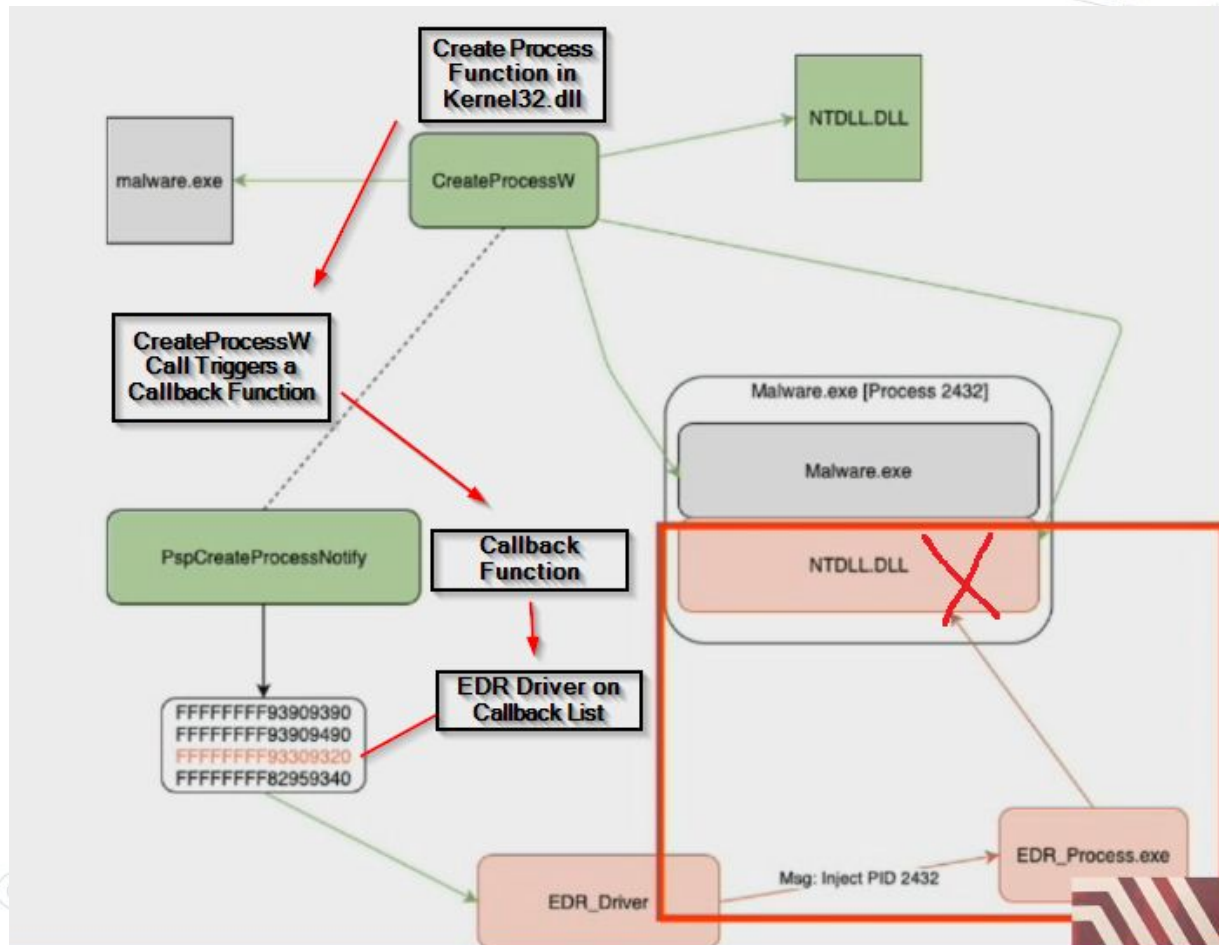 Create Process
Function in
Kernel32.dll
NTDLL.DLL
malware.exe
CreateProcessW
CreateProcessW
Call Triggers a
Callback Function
Malware.exe [Process 2432]
Malware.exe
PspCreateProcessNotify
Callback
Function
NTDLL.DLL
EDR Driver on
Callback List
FFFFFFFF93909390
FFFFFFFF93909490
FFFFFFFF93309320
FFFFFFFF82959340
EDR_Process.exe
Msg: Inject PID 2432
EDR_Driver